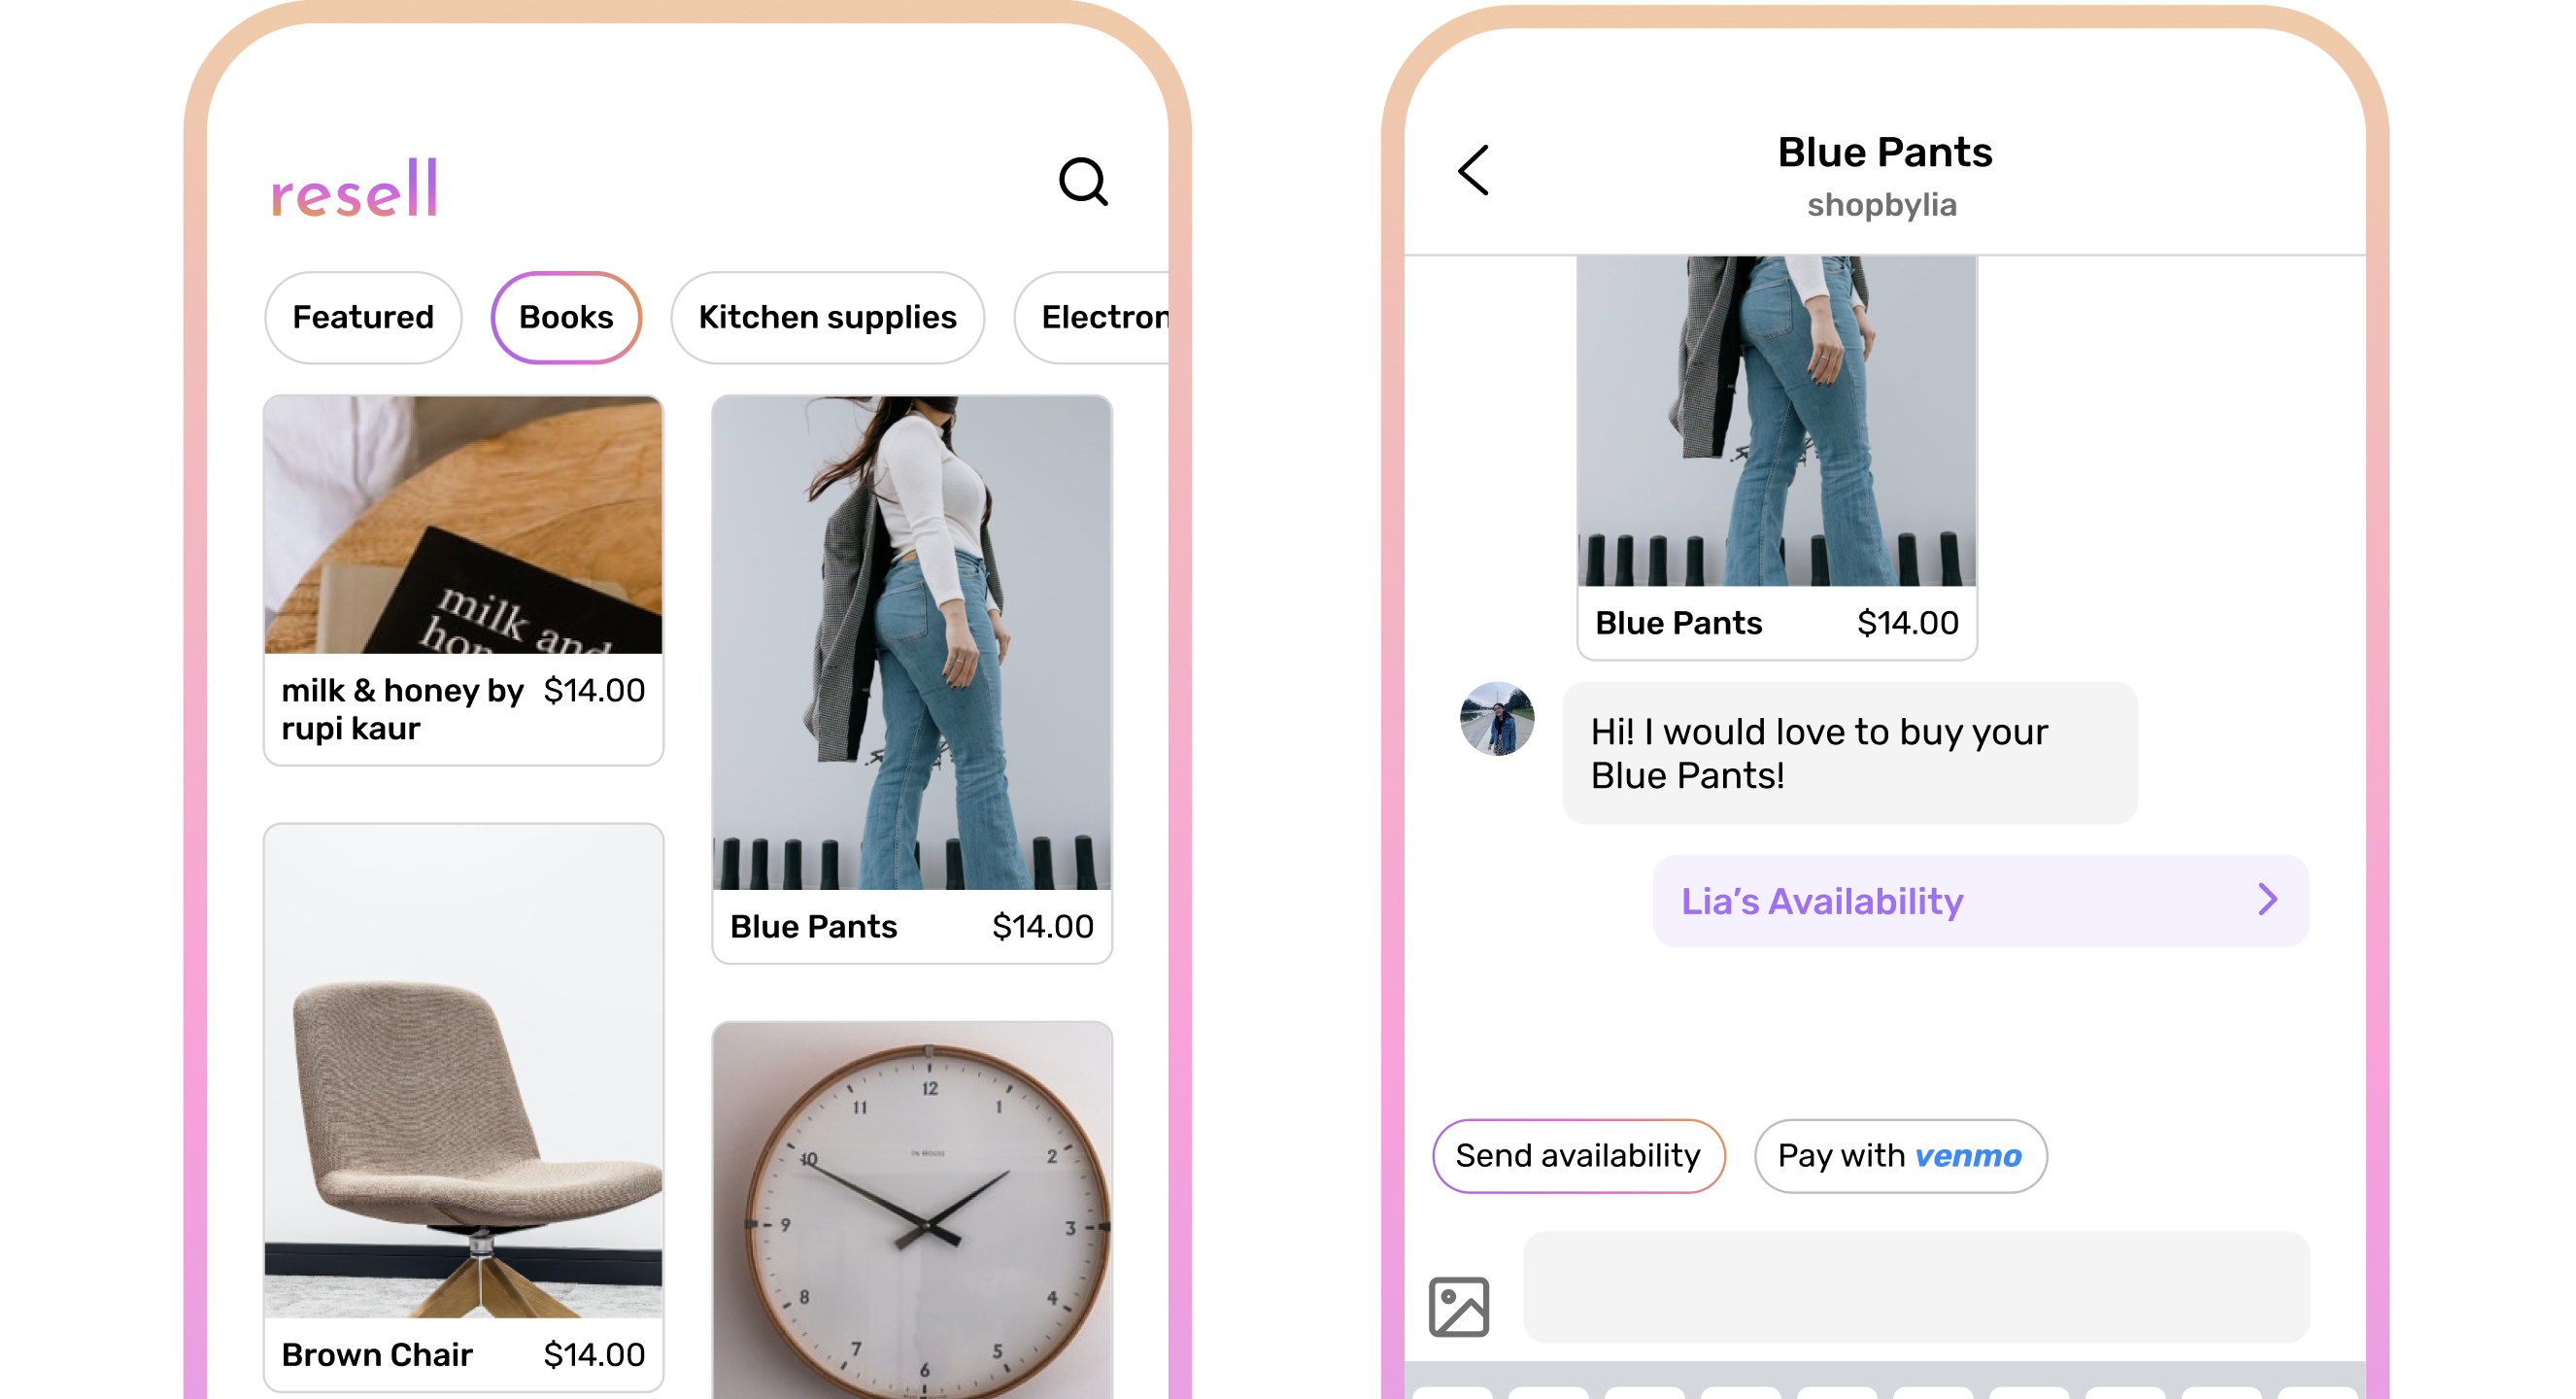 resell
Featured
Books
Kitchen supplies
Electron
milk and
milk & honey by
rupi kaur
$14.00
Blue Pants
$14.00
Brown Chair
$14.00
12
1
2
3
4
5
6
7
8
9
10
11
IN HOUSE
Blue Pants
shopbylia
Blue Pants
$14.00
Hi! I would love to buy your
Blue Pants!
Lia’s Availability
Send availability
Pay with venmo